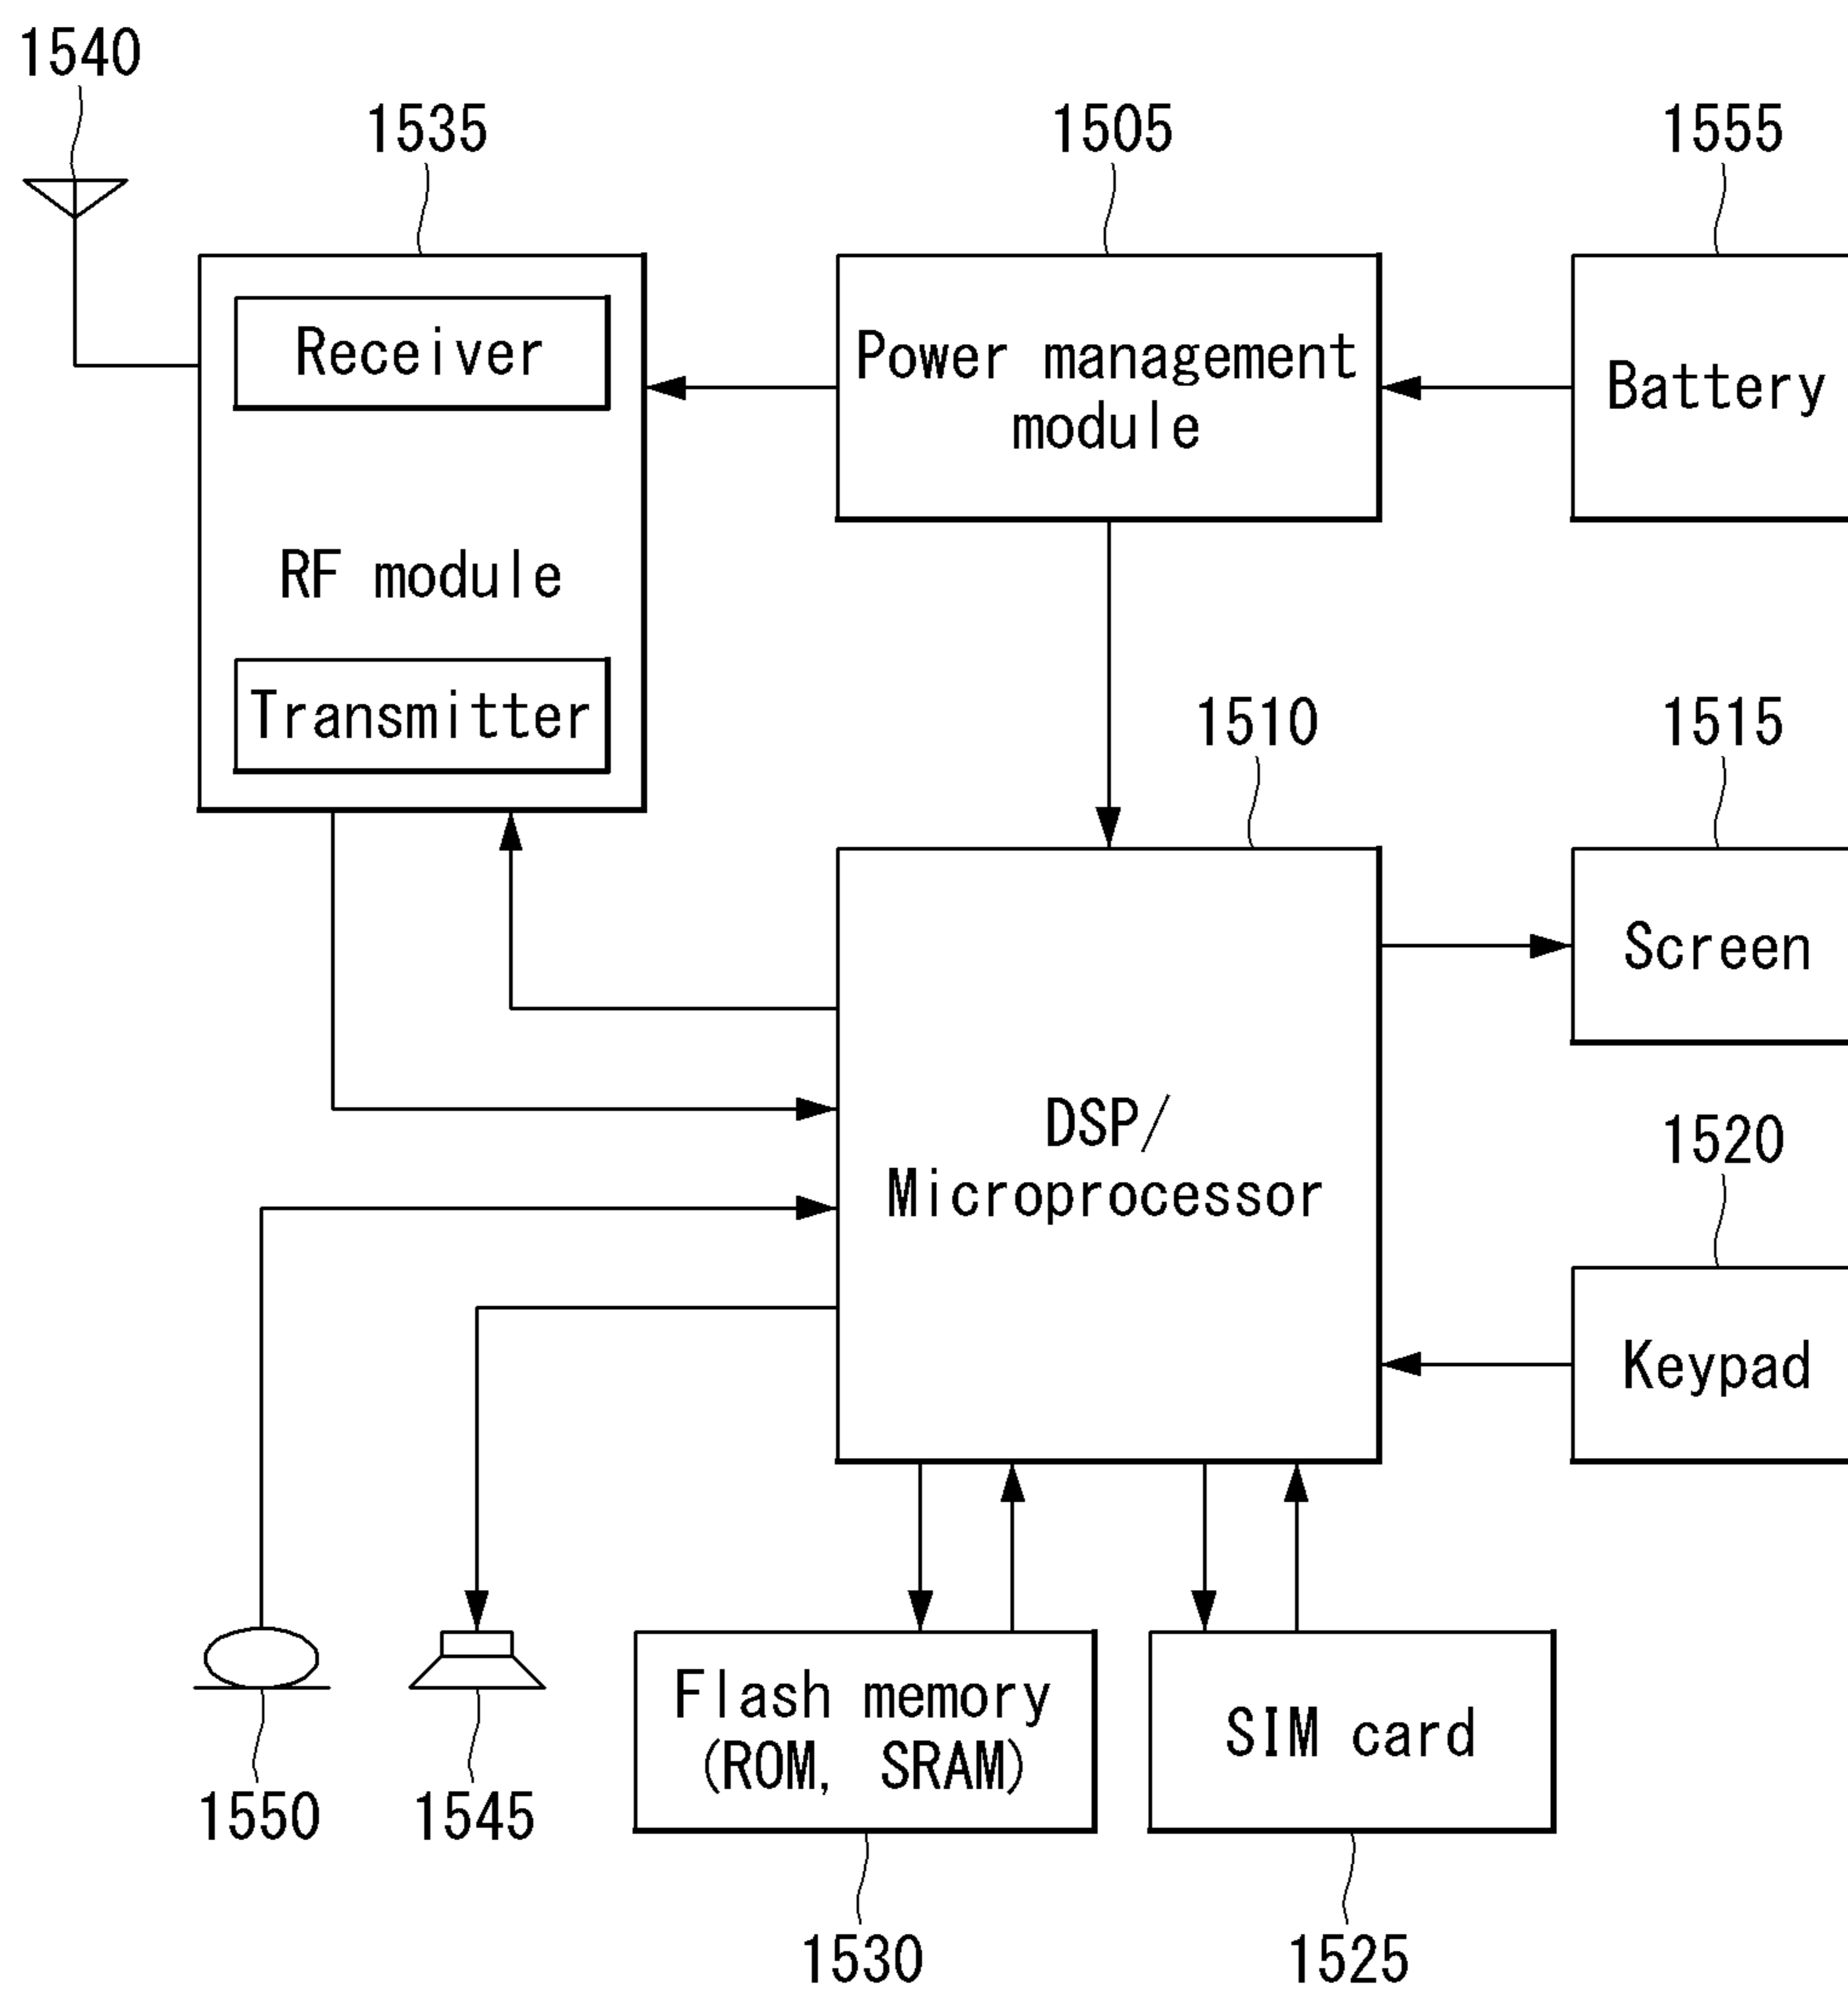 1540
1535
1505
1555
Receiver
Power management
module
Battery
RF module
Transmitter
1510
1515
Screen
DSP/
Microprocessor
1520
Keypad
Flash memory
(ROM, SRAM)
SIM card
1550
1545
1530
1525